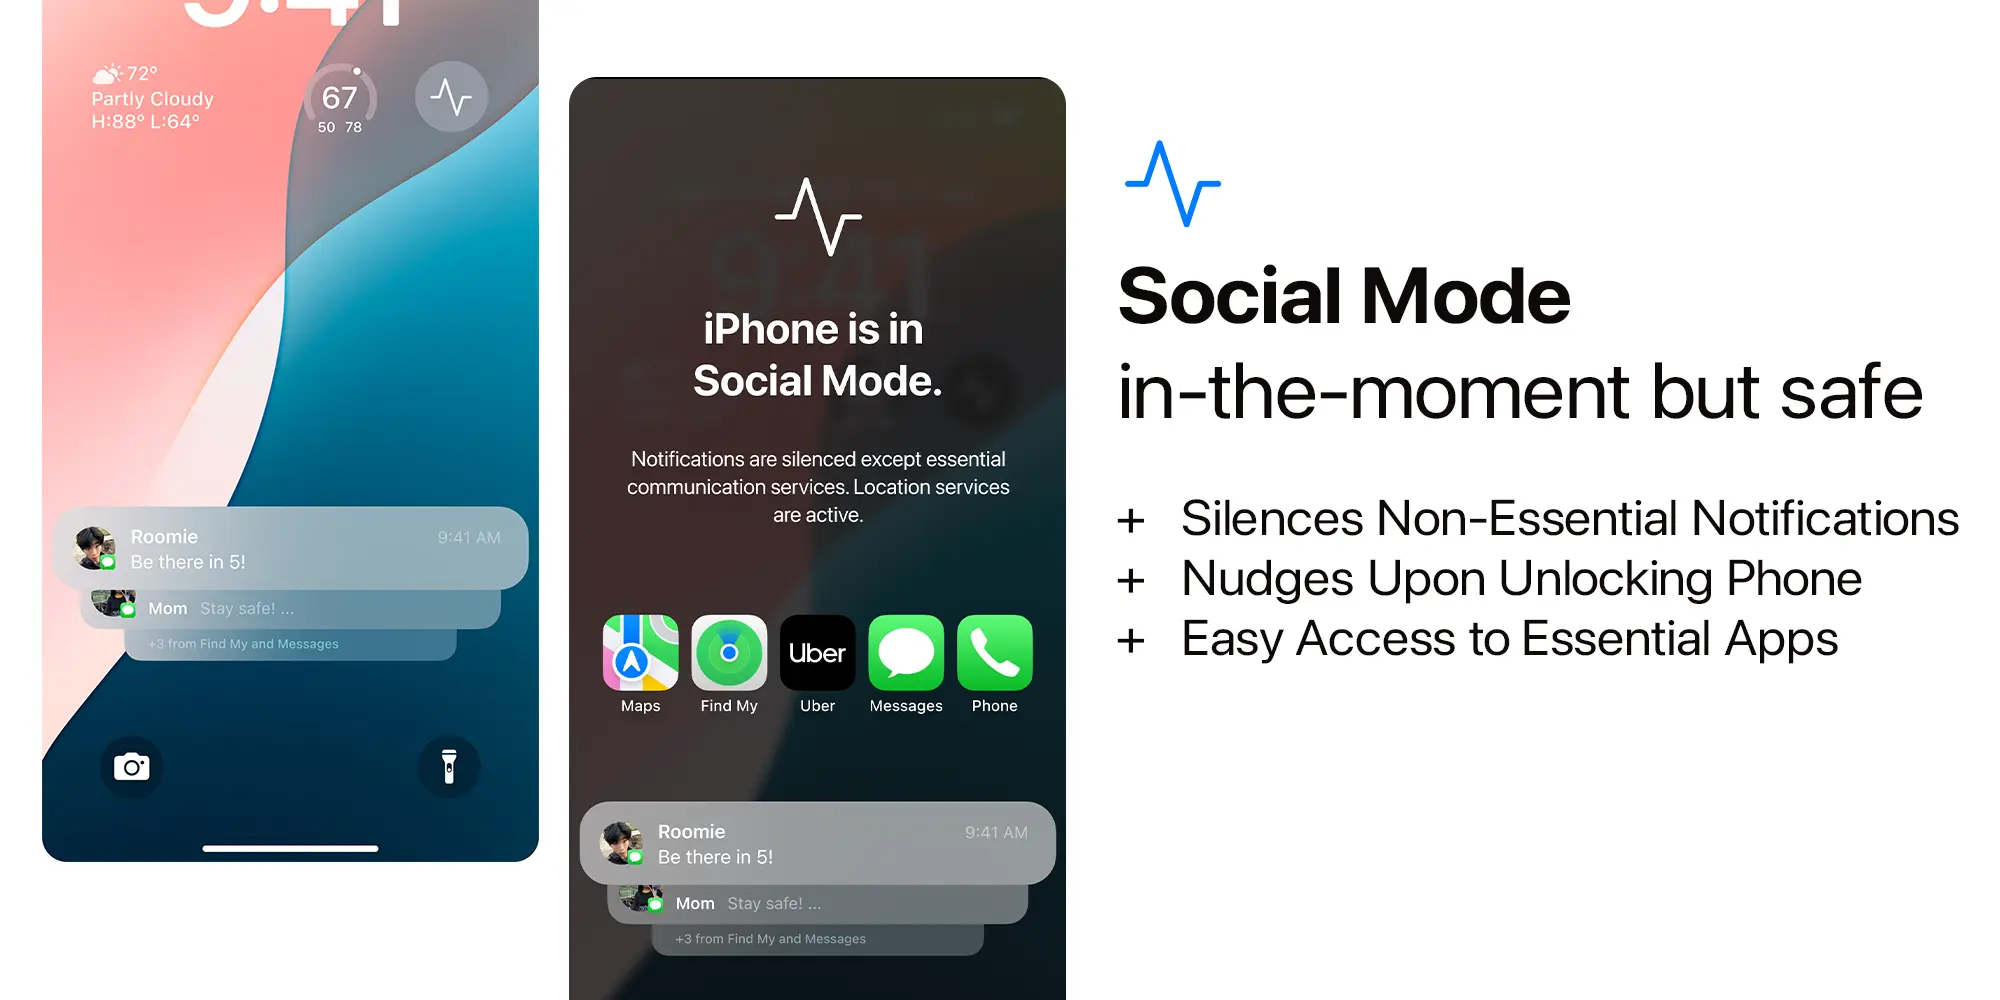 9:41
72°
Partly Cloudy
H:88° L:64°
67
50 78
Roomie
9:41 AM
Be there in 5!
Mom Stay safe! ...
+3 from Find My and Messages
9:41
iPhone is in
Social Mode.
Notifications are silenced except essential
communication services. Location services
are active.
Uber
Maps
Find My
Uber
Messages
Phone
Roomie
9:41 AM
Be there in 5!
Mom Stay safe! ...
+3 from Find My and Messages
Social Mode
in-the-moment but safe
+ Silences Non-Essential Notifications
+ Nudges Upon Unlocking Phone
+ Easy Access to Essential Apps